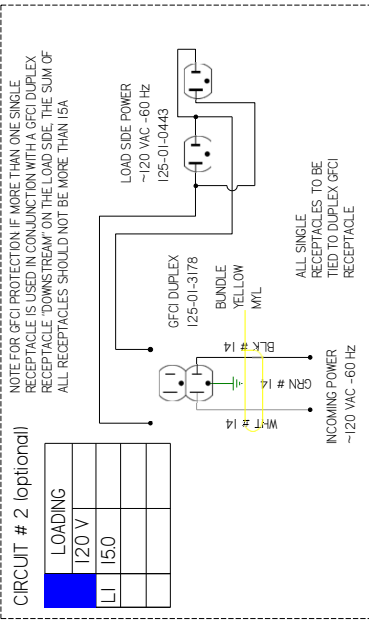 CIRCUIT # 2 (optional)
NOTE FOR GFCI PROTECTION IF MORE THAN ONE SINGLE
RECEPTACLE IS USED IN CONJUNCTION WITH A GFCI DUPLEX
RECEPTACLE "DOWNSTREAM" ON THE LOAD SIDE, THE SUM OF
ALL RECEPTACLES SHOULD NOT BE MORE THAN 15A
LOADING
120 V
L1 15.0
LOAD SIDE POWER
~120 VAC -60 Hz
125-01-0443
GFCI DUPLEX
125-01-3178
BUNDLE
YELLOW
MYL
WHT # 14
GRN # 14
BLK # 14
INCOMING POWER
~120 VAC -60 Hz
ALL SINGLE
RECEPTACLES TO BE
TIED TO DUPLEX GFCI
RECEPTACLE